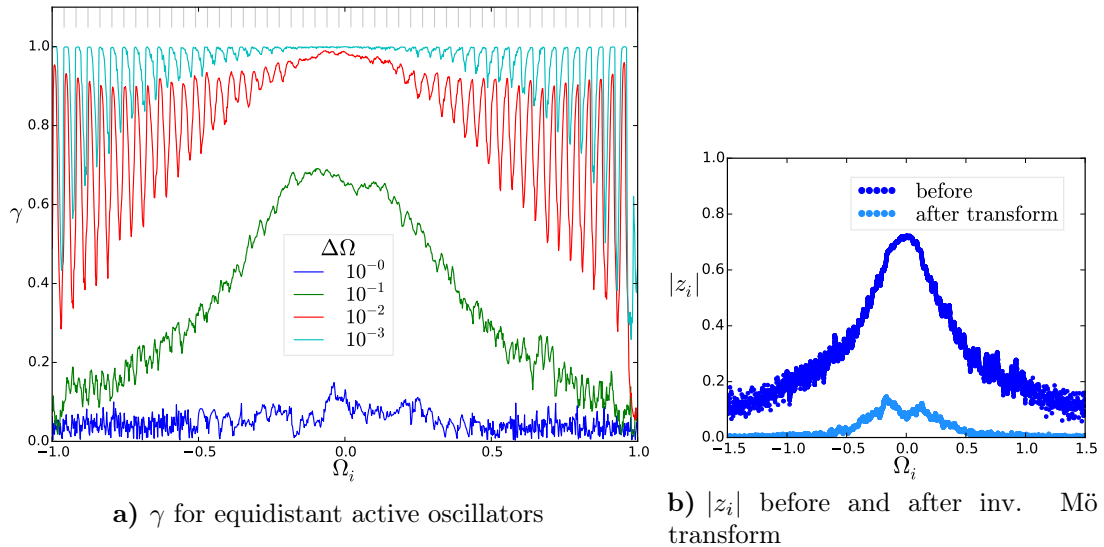 1.0
0.8
0.6
0.4
0.2
0.0
γ
−1.0
−0.5
0.0
0.5
1.0
Ω_i
ΔΩ
10^{-0}
10^{-1}
10^{-2}
10^{-3}
a) γ for equidistant active oscillators
1.0
0.8
0.6
0.4
0.2
0.0
|z_i|
before
after transform
−1.5
−1.0
−0.5
0.0
0.5
1.0
1.5
Ω_i
b) |z_i| before and after inv. Mö
transform